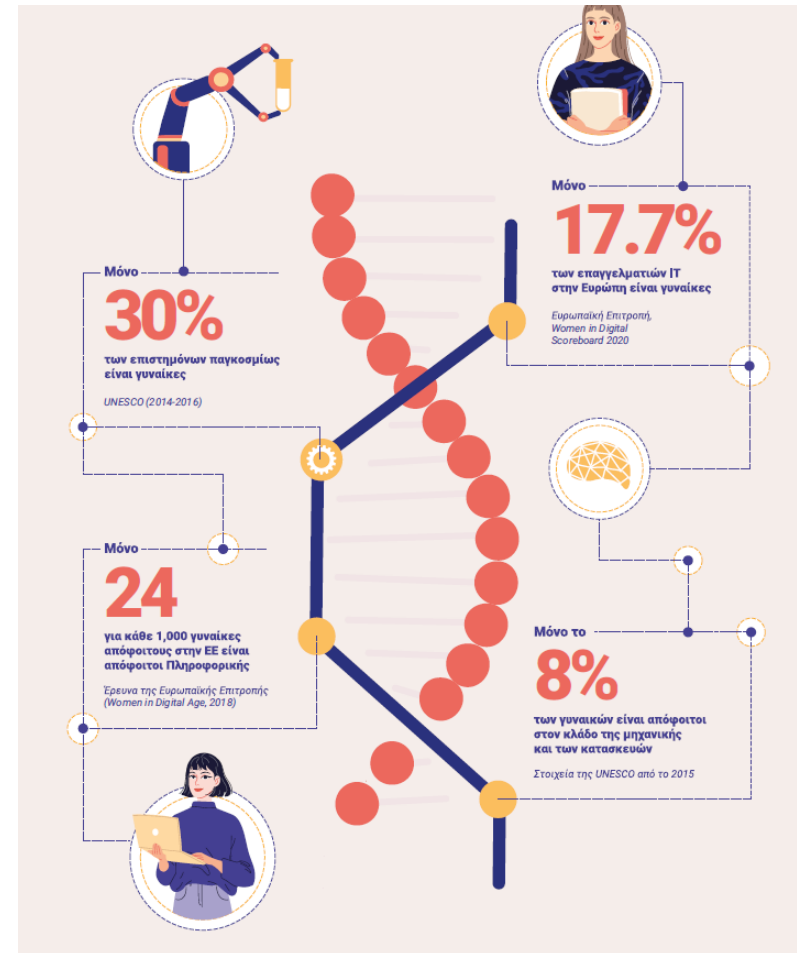 Μόνο
30%
των επιστημόνων παγκοσμίως
είναι γυναίκες
UNESCO (2014-2016)
Μόνο
17.7%
των επαγγελματιών IT
στην Ευρώπη είναι γυναίκες
Ευρωπαϊκή Επιτροπή,
Women in Digital
Scoreboard 2020
Μόνο
24
για κάθε 1,000 γυναίκες
απόφοιτους στην ΕΕ είναι
απόφοιτοι Πληροφορικής
Έρευνα της Ευρωπαϊκής Επιτροπής
(Women in Digital Age, 2018)
Μόνο το
8%
των γυναικών είναι απόφοιτοι
στον κλάδο της μηχανικής
και των κατασκευών
Στοιχεία της UNESCO από το 2015